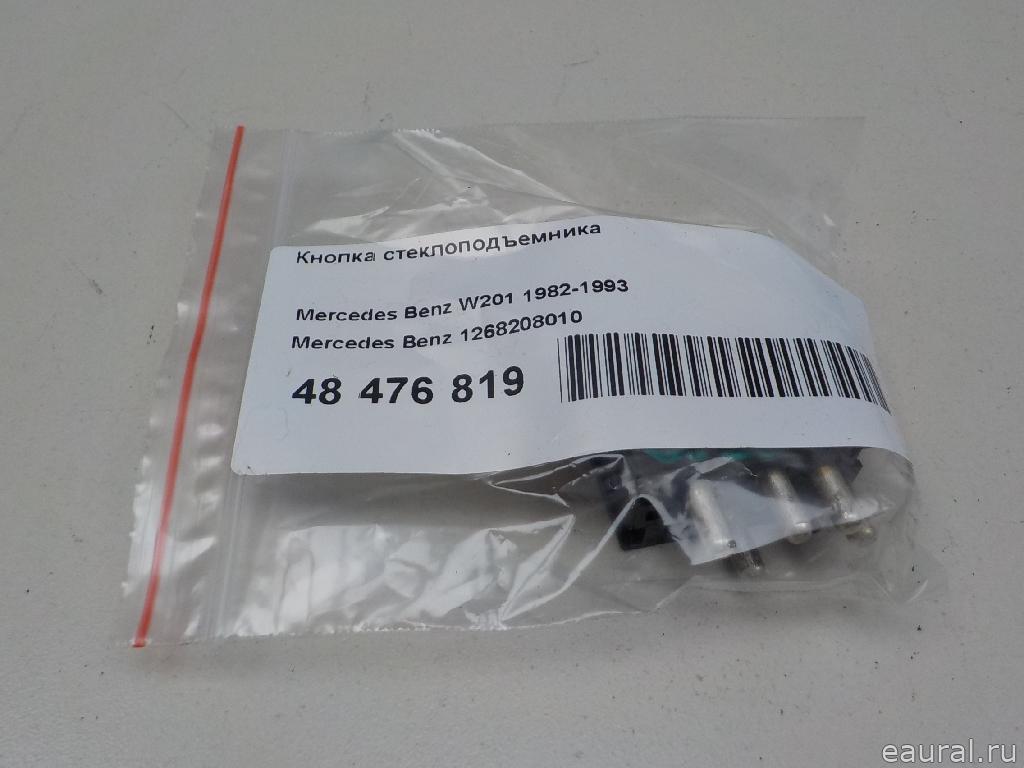 Кнопка стеклоподъемника
Mercedes Benz W201 1982-1993
Mercedes Benz 1268208010
48 476 819
eaural.ru